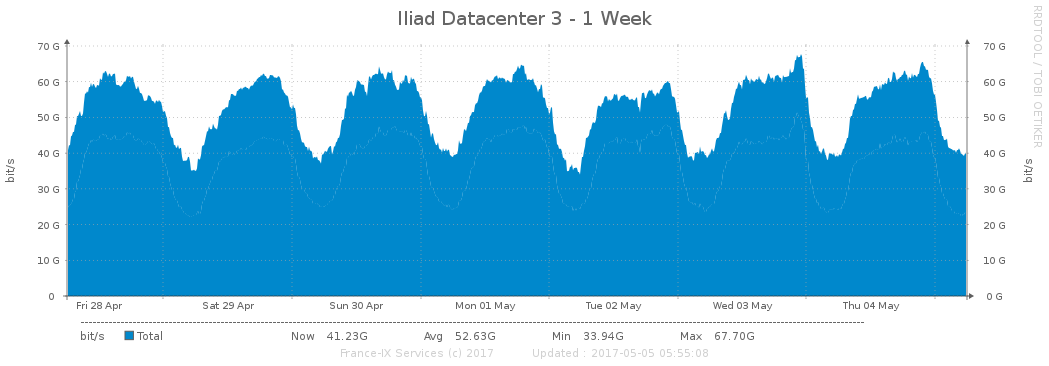 Iliad Datacenter 3 - 1 Week
RRDTOOL / TOBI OETIKER
bit/s
70 G
60 G
50 G
40 G
30 G
20 G
10 G
0
70 G
60 G
50 G
40 G
30 G
20 G
10 G
0 G
bit/s
Fri 28 Apr Sat 29 Apr Sun 30 Apr Mon 01 May Tue 02 May Wed 03 May Thu 04 May
bit/s Total Now 41.23G Avg 52.63G Min 33.94G Max 67.70G
France-IX Services (c) 2017 Updated : 2017-05-05 05:55:08